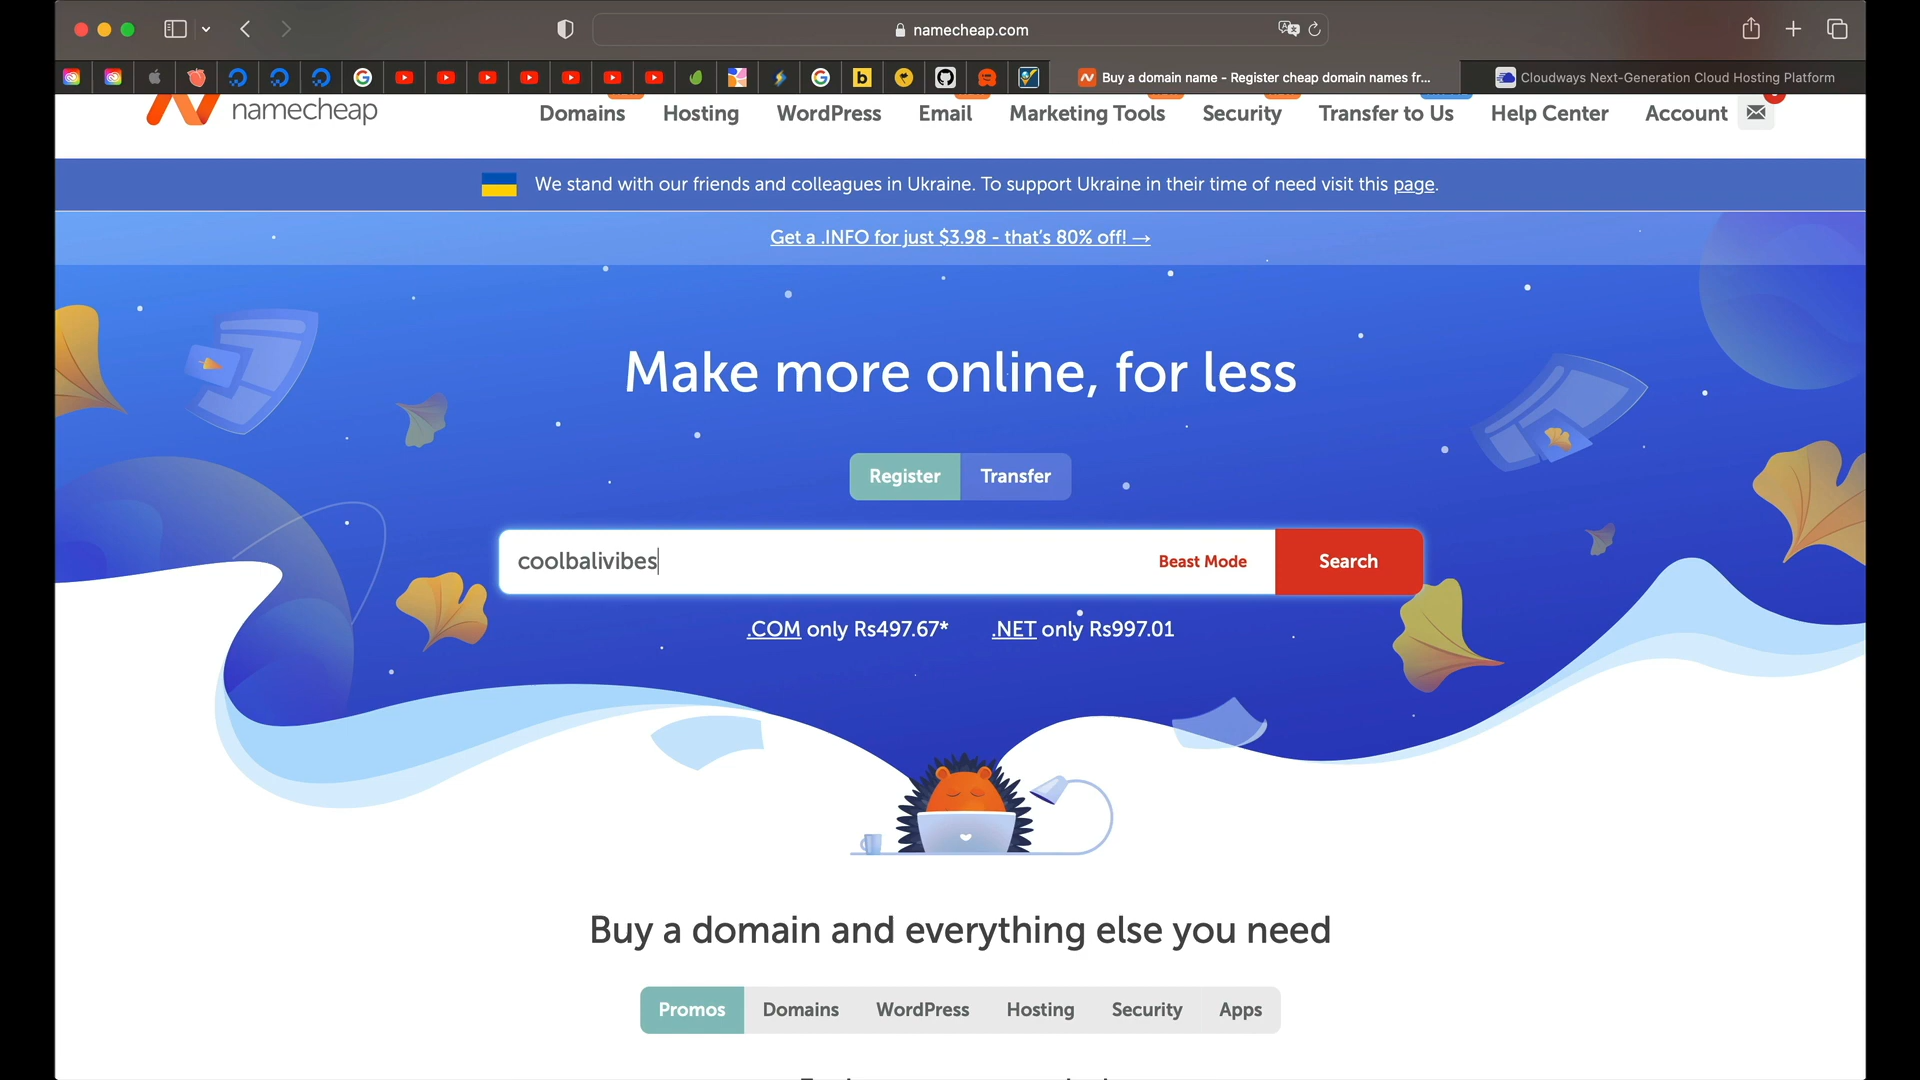 namecheap.com
Buy a domain name - Register cheap domain names fr...
Cloudways Next-Generation Cloud Hosting Platform
namecheap
Domains
Hosting
WordPress
Email
Marketing Tools
Security
Transfer to Us
Help Center
Account
We stand with our friends and colleagues in Ukraine. To support Ukraine in their time of need visit this page.
Get a .INFO for just $3.98 - that's 80% off! →
Make more online, for less
Register
Transfer
coolbalivibes
Beast Mode
Search
.COM only Rs497.67*
.NET only Rs997.01
Buy a domain and everything else you need
Promos
Domains
WordPress
Hosting
Security
Apps